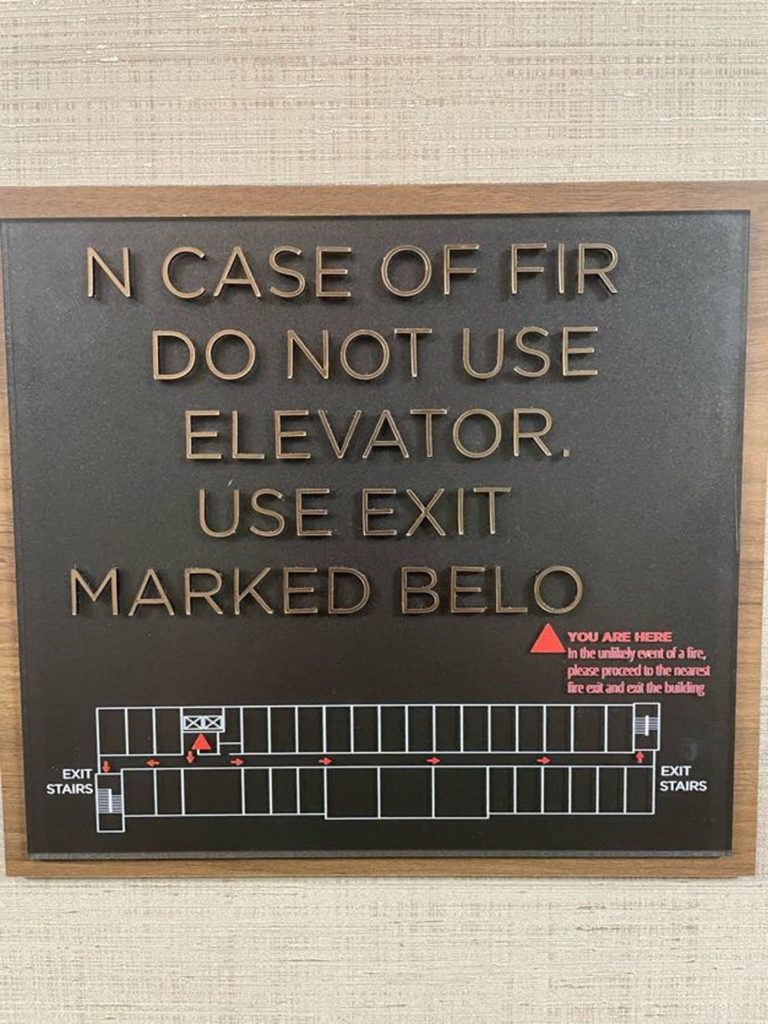 N CASE OF FIR
DO NOT USE
ELEVATOR.
USE EXIT
MARKED BELO
YOU ARE HERE
In the unlikely event of a fire,
please proceed to the nearest
fire exit and exit the building
EXIT
STAIRS
EXIT
STAIRS